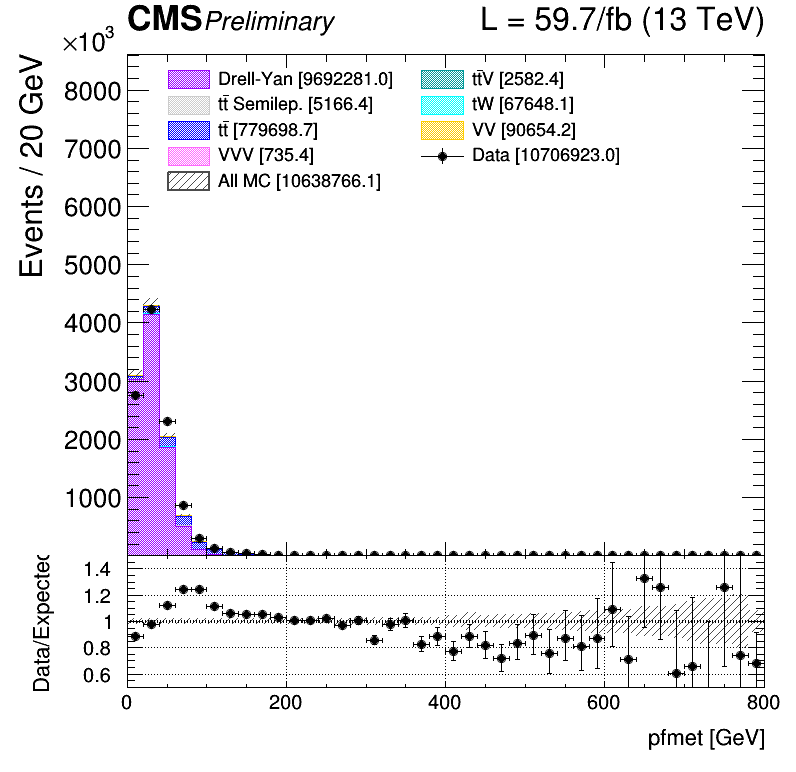 CMS Preliminary L = 59.7/fb (13 TeV)
×10³
Events / 20 GeV
8000
7000
6000
5000
4000
3000
2000
1000
Drell-Yan [9692281.0]
tt̄ Semilep. [5166.4]
tt̄ [779698.7]
VVV [735.4]
All MC [10638766.1]
tt̄V [2582.4]
tW [67648.1]
VV [90654.2]
Data [10706923.0]
Data/Expected
1.4
1.2
1
0.8
0.6
0 200 400 600 800
pfmet [GeV]